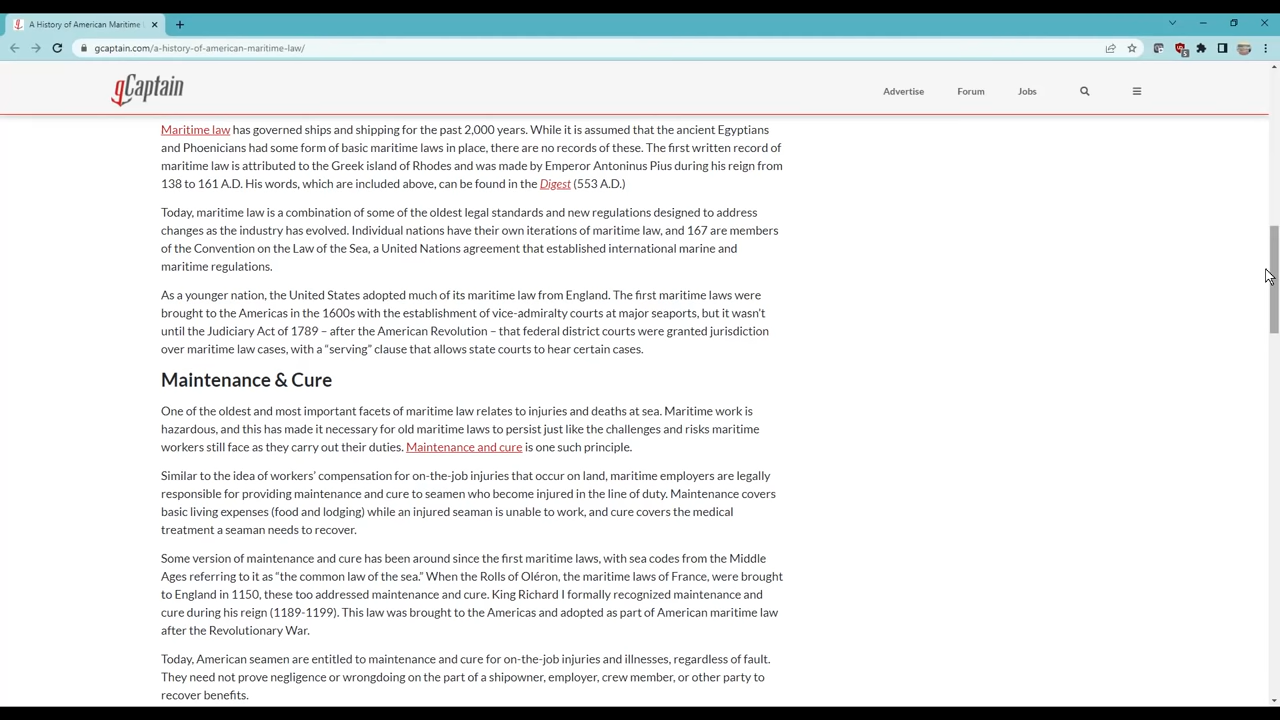 A History of American Maritime
gcaptain.com/a-history-of-american-maritime-law/
5
gCaptain
Advertise
Forum
Jobs
Maritime law has governed ships and shipping for the past 2,000 years. While it is assumed that the ancient Egyptians
and Phoenicians had some form of basic maritime laws in place, there are no records of these. The first written record of
maritime law is attributed to the Greek island of Rhodes and was made by Emperor Antoninus Pius during his reign from
138 to 161 A.D. His words, which are included above, can be found in the Digest (553 A.D.)
Today, maritime law is a combination of some of the oldest legal standards and new regulations designed to address
changes as the industry has evolved. Individual nations have their own iterations of maritime law, and 167 are members
of the Convention on the Law of the Sea, a United Nations agreement that established international marine and
maritime regulations.
As a younger nation, the United States adopted much of its maritime law from England. The first maritime laws were
brought to the Americas in the 1600s with the establishment of vice-admiralty courts at major seaports, but it wasn’t
until the Judiciary Act of 1789 – after the American Revolution – that federal district courts were granted jurisdiction
over maritime law cases, with a “serving” clause that allows state courts to hear certain cases.
Maintenance & Cure
One of the oldest and most important facets of maritime law relates to injuries and deaths at sea. Maritime work is
hazardous, and this has made it necessary for old maritime laws to persist just like the challenges and risks maritime
workers still face as they carry out their duties. Maintenance and cure is one such principle.
Similar to the idea of workers’ compensation for on-the-job injuries that occur on land, maritime employers are legally
responsible for providing maintenance and cure to seamen who become injured in the line of duty. Maintenance covers
basic living expenses (food and lodging) while an injured seaman is unable to work, and cure covers the medical
treatment a seaman needs to recover.
Some version of maintenance and cure has been around since the first maritime laws, with sea codes from the Middle
Ages referring to it as “the common law of the sea.” When the Rolls of Oléron, the maritime laws of France, were brought
to England in 1150, these too addressed maintenance and cure. King Richard I formally recognized maintenance and
cure during his reign (1189-1199). This law was brought to the Americas and adopted as part of American maritime law
after the Revolutionary War.
Today, American seamen are entitled to maintenance and cure for on-the-job injuries and illnesses, regardless of fault.
They need not prove negligence or wrongdoing on the part of a shipowner, employer, crew member, or other party to
recover benefits.